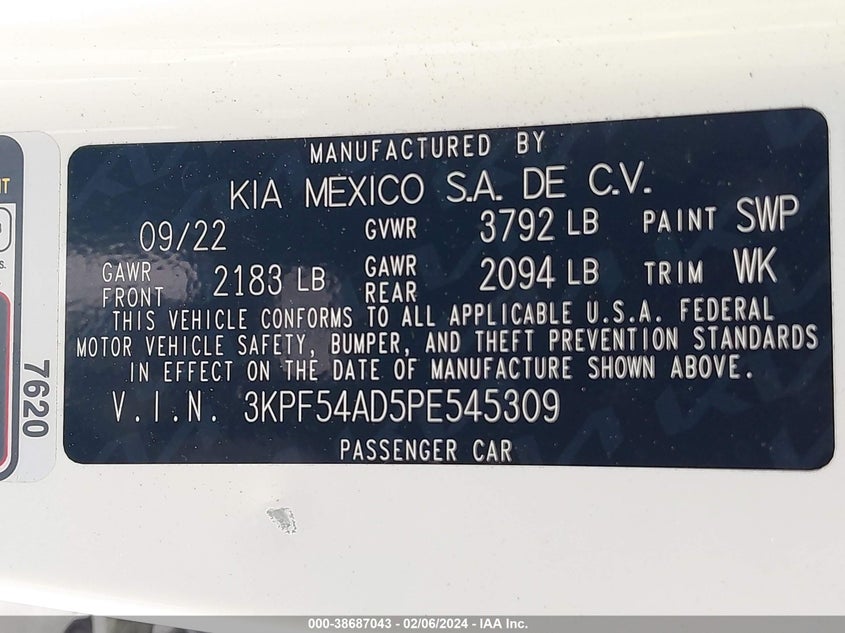 MANUFACTURED BY
KIA MEXICO S.A. DE C.V.
09/22 GVWR 3792 LB PAINT SWP
GAWR FRONT 2183 LB GAWR REAR 2094 LB TRIM WK
THIS VEHICLE CONFORMS TO ALL APPLICABLE U.S.A. FEDERAL
MOTOR VEHICLE SAFETY, BUMPER, AND THEFT PREVENTION STANDARDS
IN EFFECT ON THE DATE OF MANUFACTURE SHOWN ABOVE.
V.I.N. 3KPF54AD5PE545309
PASSENGER CAR
7620
000-38687043 - 02/06/2024 - IAA Inc.